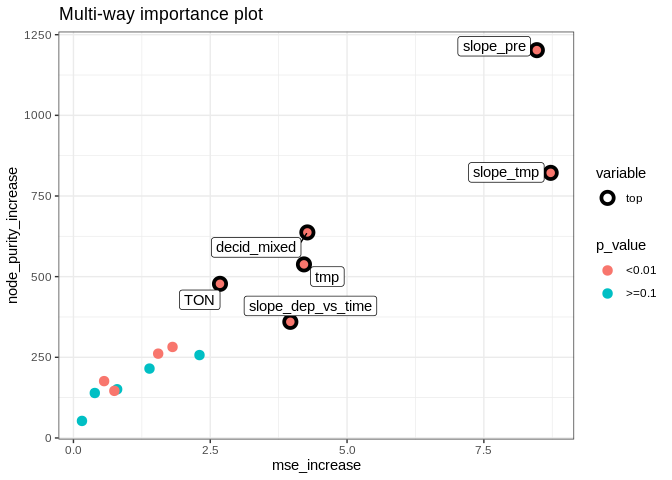 Multi-way importance plot
node_purity_increase
1250
1000
750
500
250
0
0.0
2.5
5.0
7.5
mse_increase
slope_pre
slope_tmp
decid_mixed
tmp
TON
slope_dep_vs_time
variable
top
p_value
<0.01
>=0.1